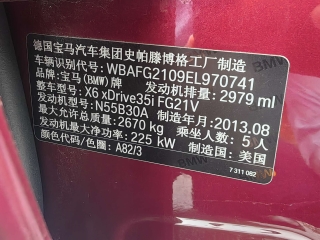 德国宝马汽车集团史帕滕博格工厂制造
车辆识别代号: WBAFG2109EL970741
品牌: 宝马(BMW)牌 发动机排量: 2979 ml
型号: X6 xDrive35i FG21V
发动机型号: N55B30A 制造年月: 2013.08
最大允许总质量: 2670 kg 乘坐人数: 5 人
发动机最大净功率: 225 kW 制造国: 美国
颜色代码/色条: A82/3
7 311 082